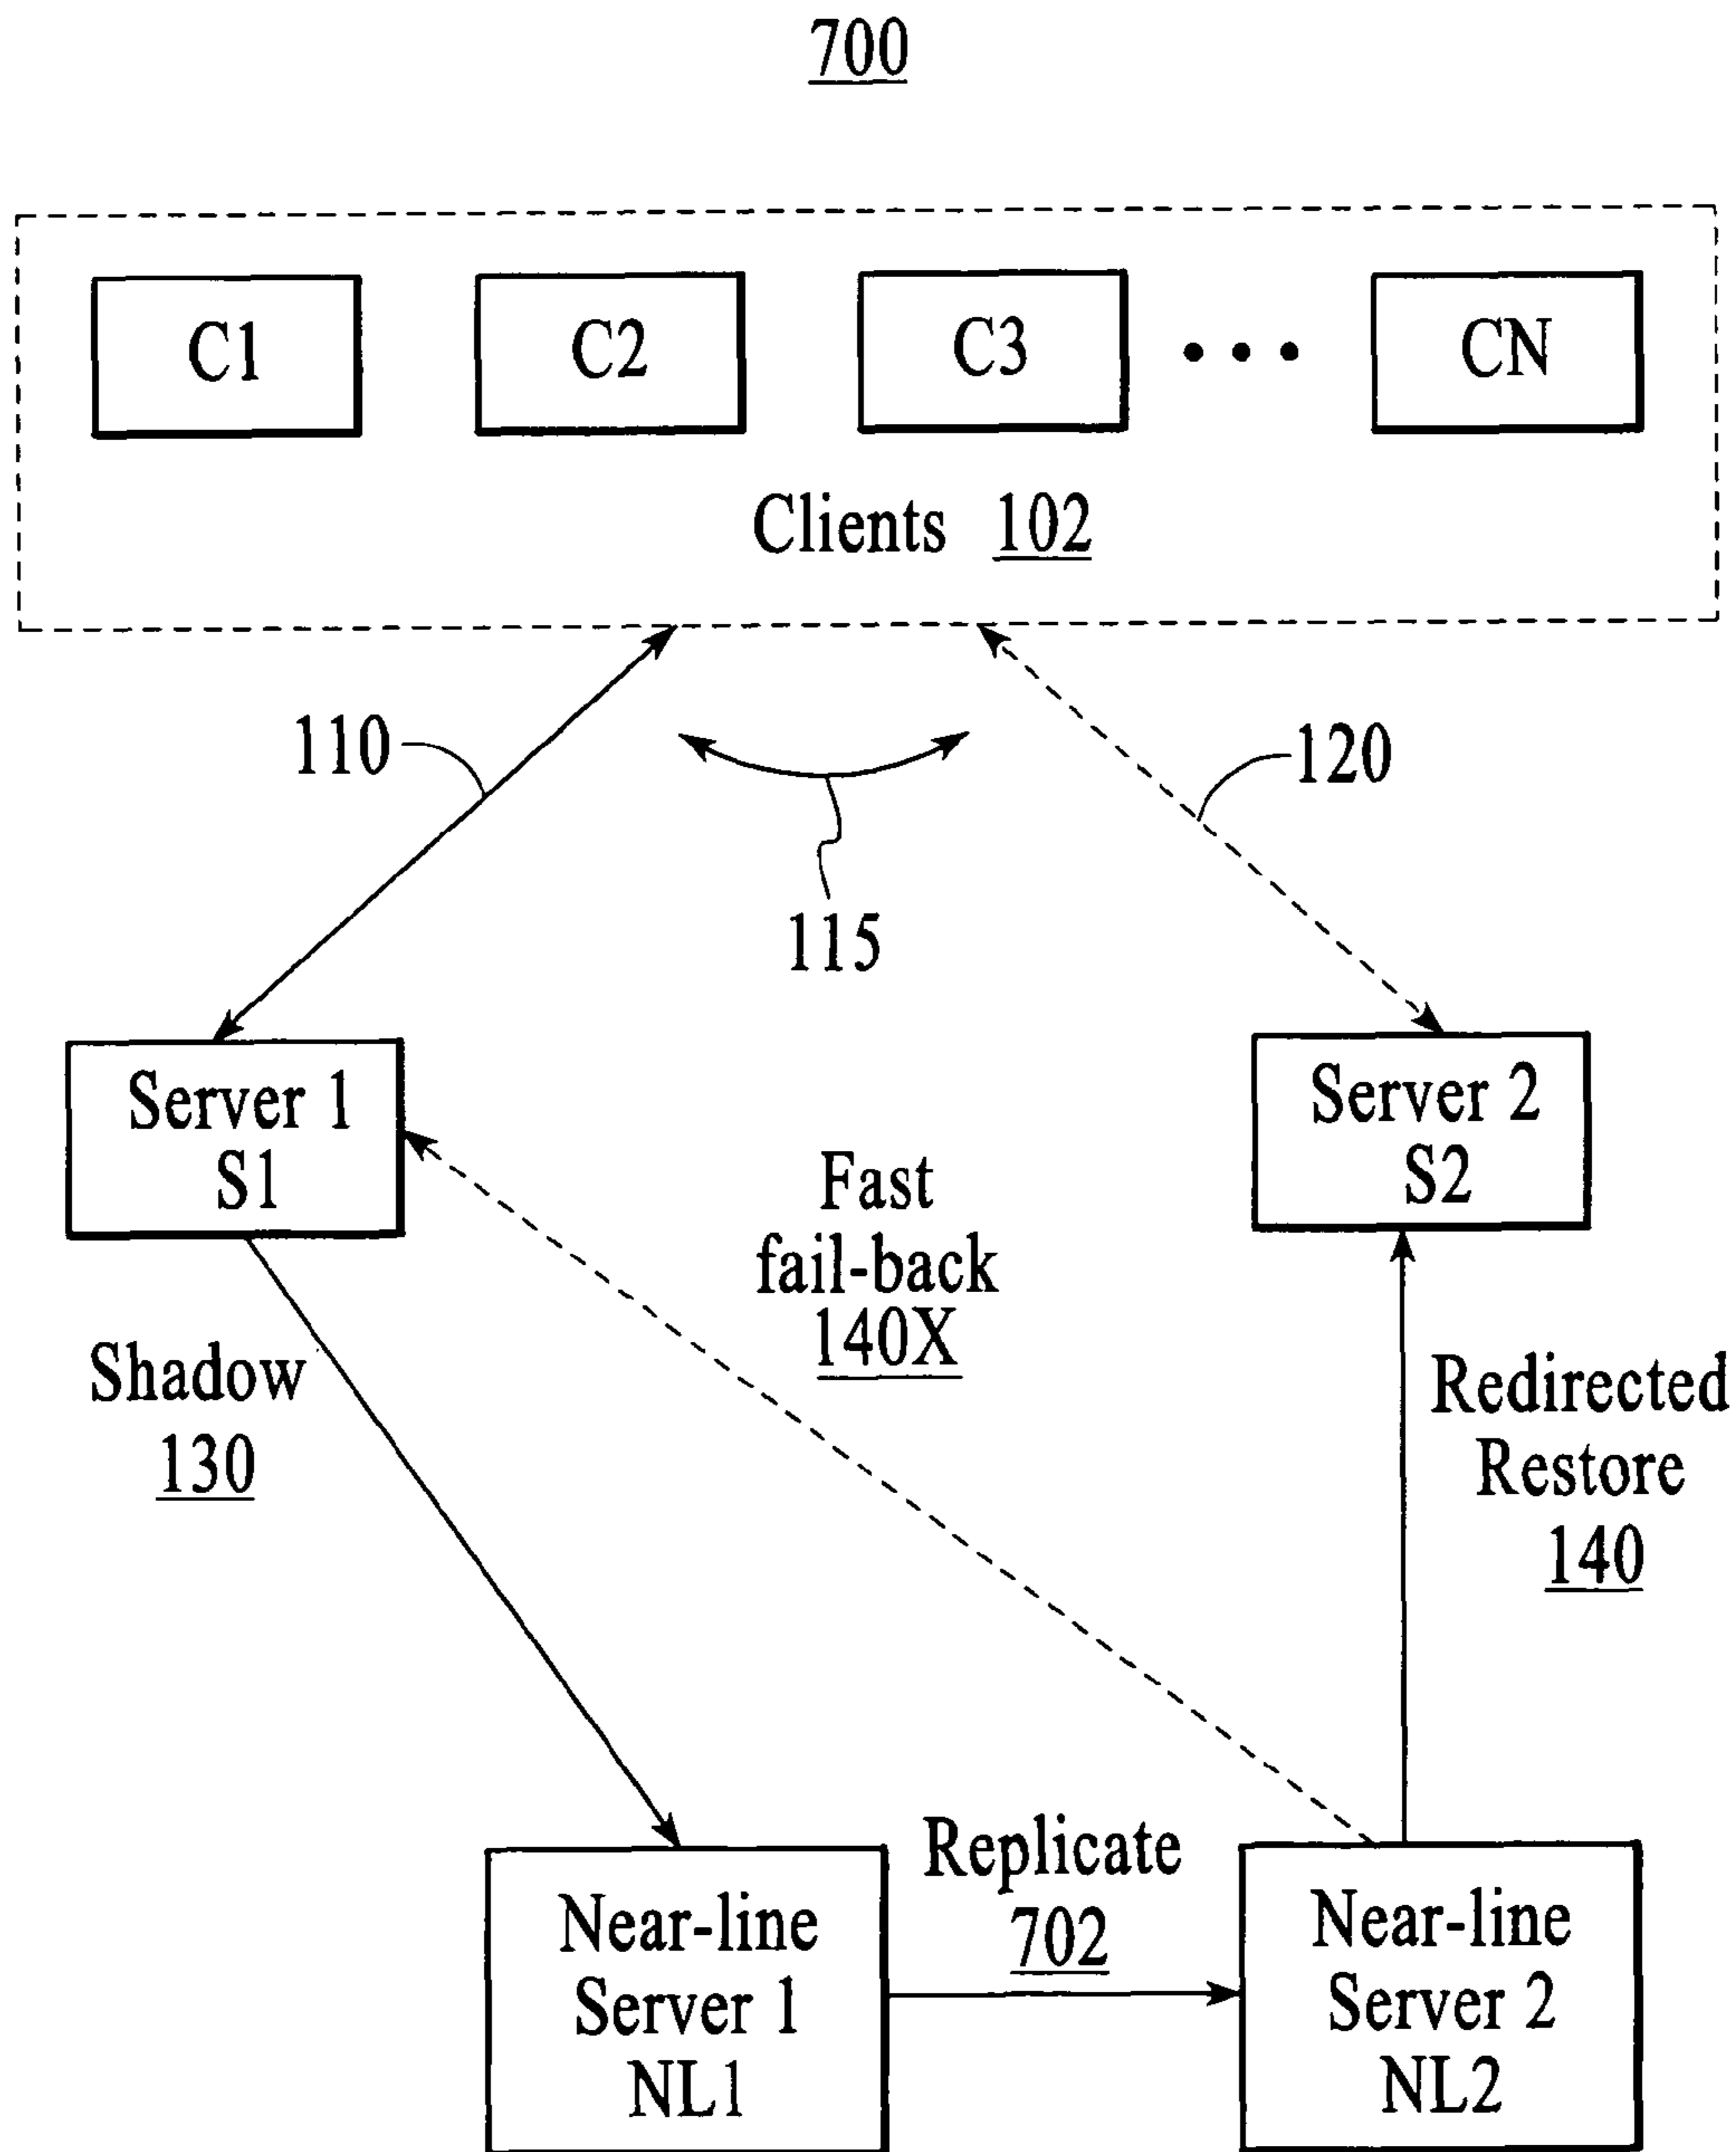 700
C1
C2
C3
CN
Clients 102
110
120
115
Server 1
S1
Server 2
S2
Fast
fail-back
140X
Shadow
130
Redirected
Restore
140
Replicate
702
Near-line
Server 1
NL1
Near-line
Server 2
NL2